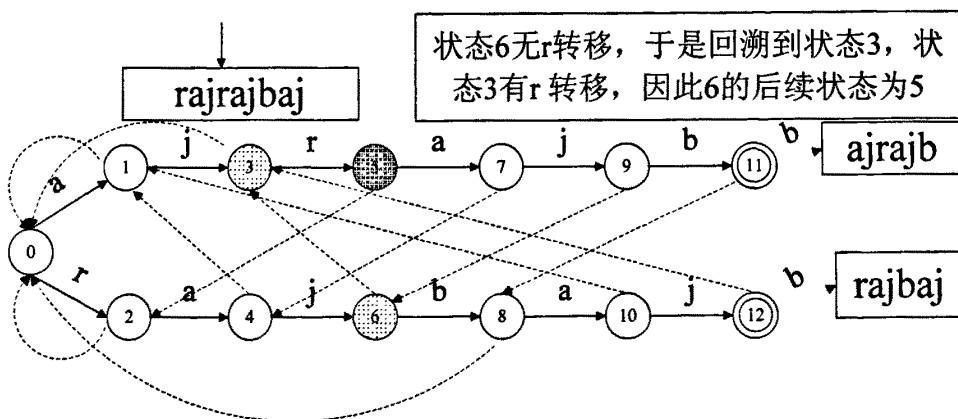 状态6无r转移，于是回溯到状态3，状
态3有r 转移，因此6的后续状态为5
rajrajbaj
j r a j b b
1 3 5 7 9 11
ajrajb
a
0
r
a j b a j b
2 4 6 8 10 12
rajbaj